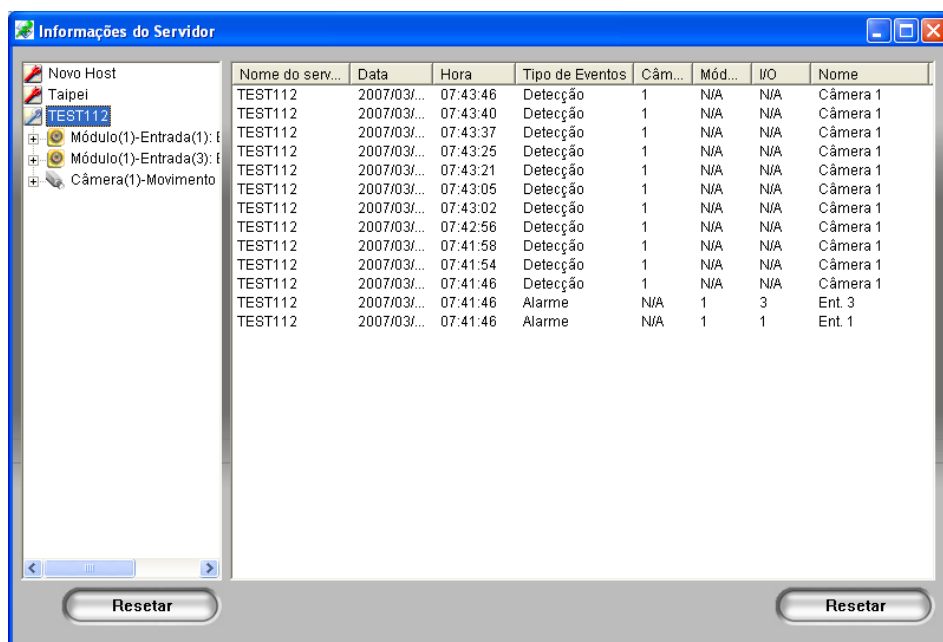 Informações do Servidor
Novo Host
Taipei
TEST112
Módulo(1)-Entrada(1): E
Módulo(1)-Entrada(3): E
Câmera(1)-Movimento
Nome do serv... Data Hora Tipo de Eventos Câm... Mód... I/O Nome
TEST112 2007/03/... 07:43:46 Detecção 1 N/A N/A Câmera 1
TEST112 2007/03/... 07:43:40 Detecção 1 N/A N/A Câmera 1
TEST112 2007/03/... 07:43:37 Detecção 1 N/A N/A Câmera 1
TEST112 2007/03/... 07:43:25 Detecção 1 N/A N/A Câmera 1
TEST112 2007/03/... 07:43:21 Detecção 1 N/A N/A Câmera 1
TEST112 2007/03/... 07:43:05 Detecção 1 N/A N/A Câmera 1
TEST112 2007/03/... 07:43:02 Detecção 1 N/A N/A Câmera 1
TEST112 2007/03/... 07:42:56 Detecção 1 N/A N/A Câmera 1
TEST112 2007/03/... 07:41:58 Detecção 1 N/A N/A Câmera 1
TEST112 2007/03/... 07:41:54 Detecção 1 N/A N/A Câmera 1
TEST112 2007/03/... 07:41:46 Detecção 1 N/A N/A Câmera 1
TEST112 2007/03/... 07:41:46 Alarme N/A 1 3 Ent. 3
TEST112 2007/03/... 07:41:46 Alarme N/A 1 1 Ent. 1
Resetar
Resetar